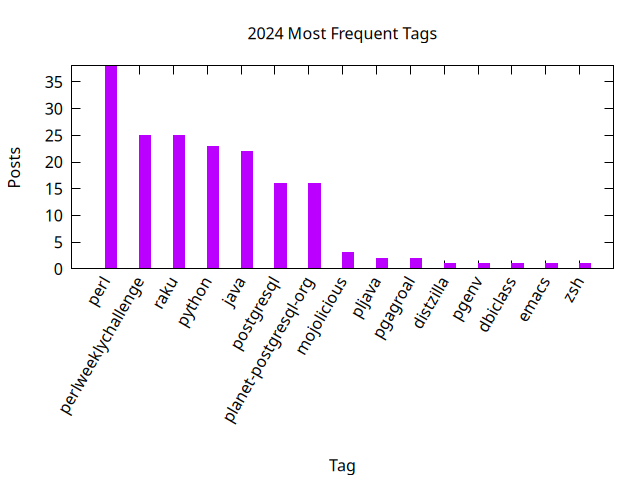 2024 Most Frequent Tags
Posts
35
30
25
20
15
10
5
0
perl
perlweeklychallenge
raku
python
java
postgresql
planet-postgresql-org
mojolicious
pljava
pgagroal
distzilla
pgenv
dbiclass
emacs
zsh
Tag